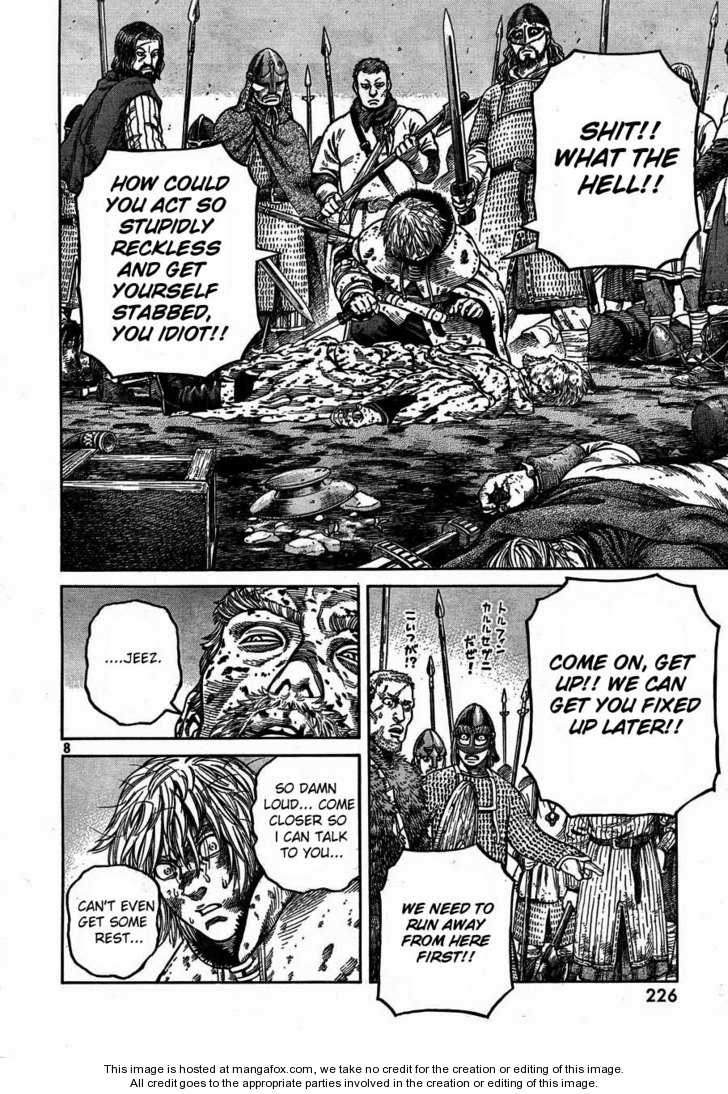 SHIT!!
WHAT THE
HELL!!
HOW COULD
YOU ACT SO
STUPIDLY
RECKLESS
AND GET
YOURSELF
STABBED,
YOU IDIOT!!
COME ON, GET
UP!! WE CAN
GET YOU FIXED
UP LATER!!
トルフィン
カルルセヴニ
だぜ!
こいつが!?
WE NEED TO
RUN AWAY
FROM HERE
FIRST!!
....JEEZ.
8
SO DAMN
LOUD... COME
CLOSER SO
I CAN TALK
TO YOU...
CAN'T EVEN
GET SOME
REST...
226
This image is hosted at mangafox.com, we take no credit for the creation or editing of this image.
All credit goes to the appropriate parties involved in the creation or editing of this image.